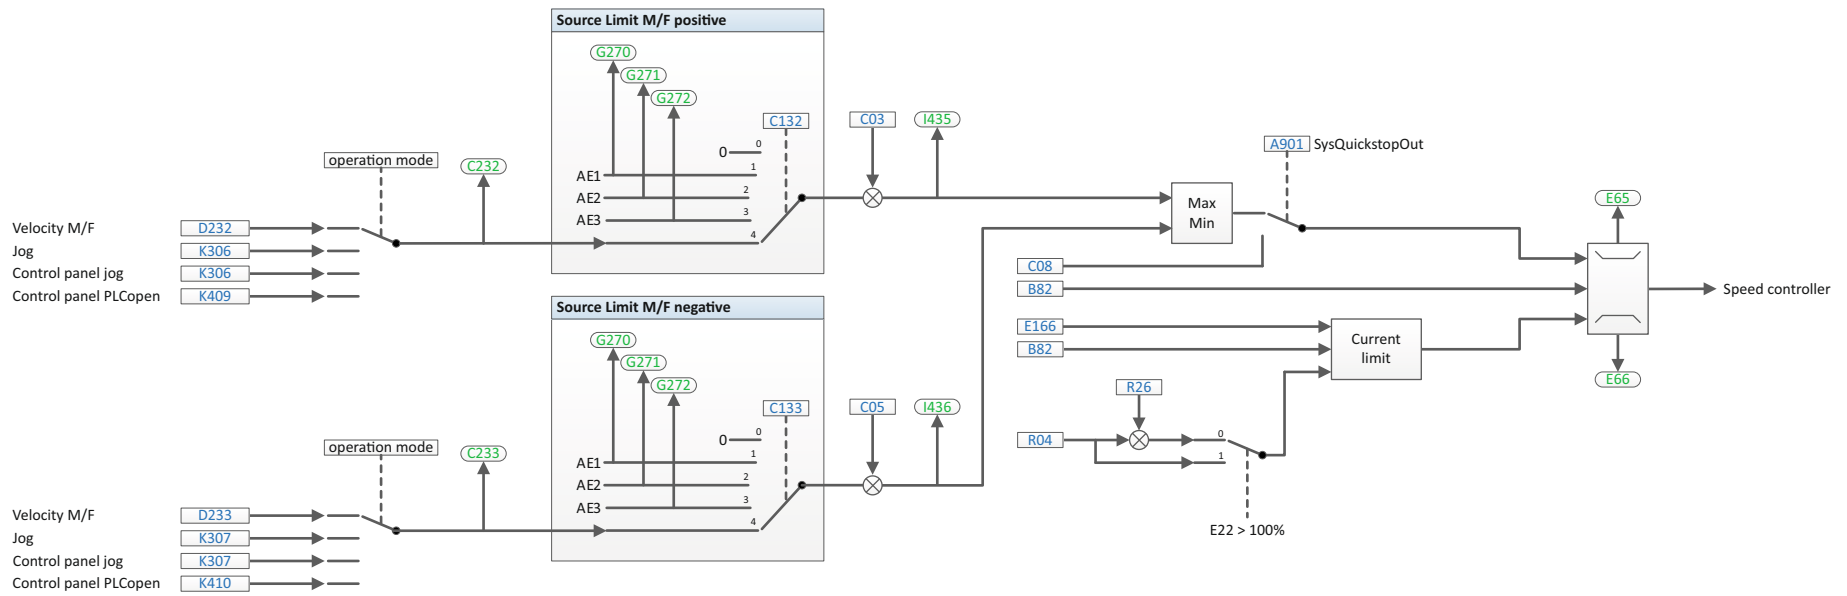 Source Limit M/F positive
G270
G271
G272
C132
C03
I435
0
0
1
AE1
2
AE2
3
AE3
4
operation mode
C232
Velocity M/F
D232
Jog
K306
Control panel jog
K306
Control panel PLCopen
K409
A901 SysQuickstopOut
Max
Min
E65
C08
B82
Speed controller
E166
B82
Current
limit
E66
R26
R04
0
1
E22 > 100%
Source Limit M/F negative
G270
G271
G272
C133
C05
I436
0
0
1
AE1
2
AE2
3
AE3
4
operation mode
C233
Velocity M/F
D233
Jog
K307
Control panel jog
K307
Control panel PLCopen
K410